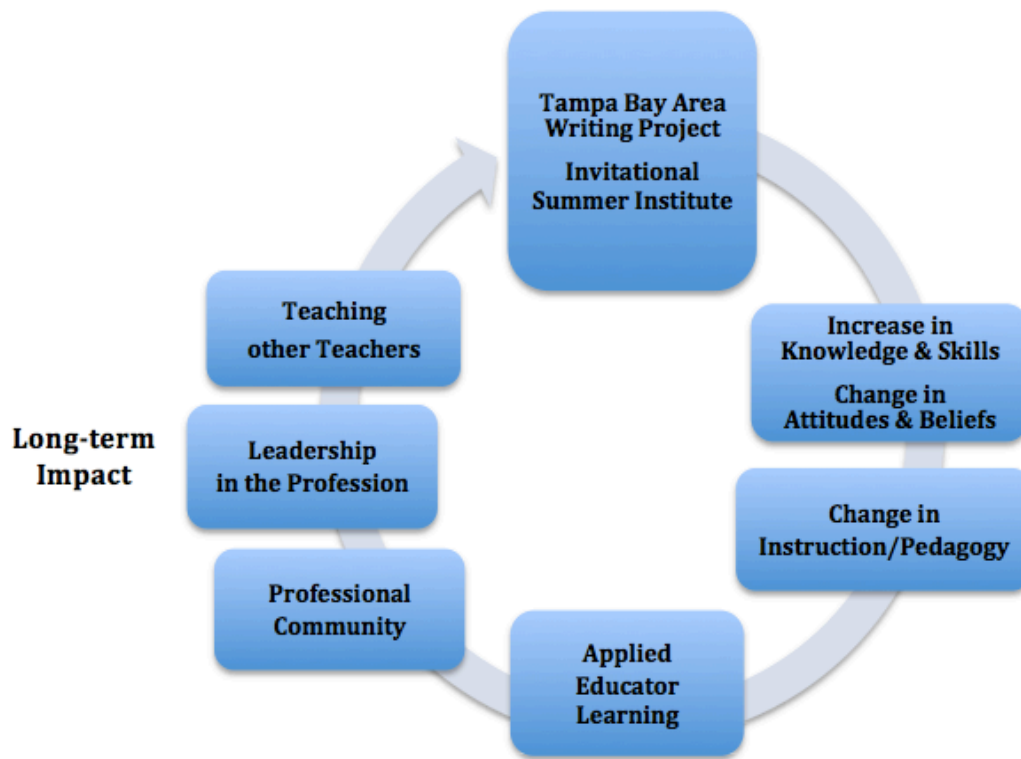 Tampa Bay Area
Writing Project
Invitational
Summer Institute
Increase in
Knowledge & Skills
Change in
Attitudes & Beliefs
Change in
Instruction/Pedagogy
Applied
Educator
Learning
Professional
Community
Leadership
in the Profession
Teaching
other Teachers
Long-term
Impact